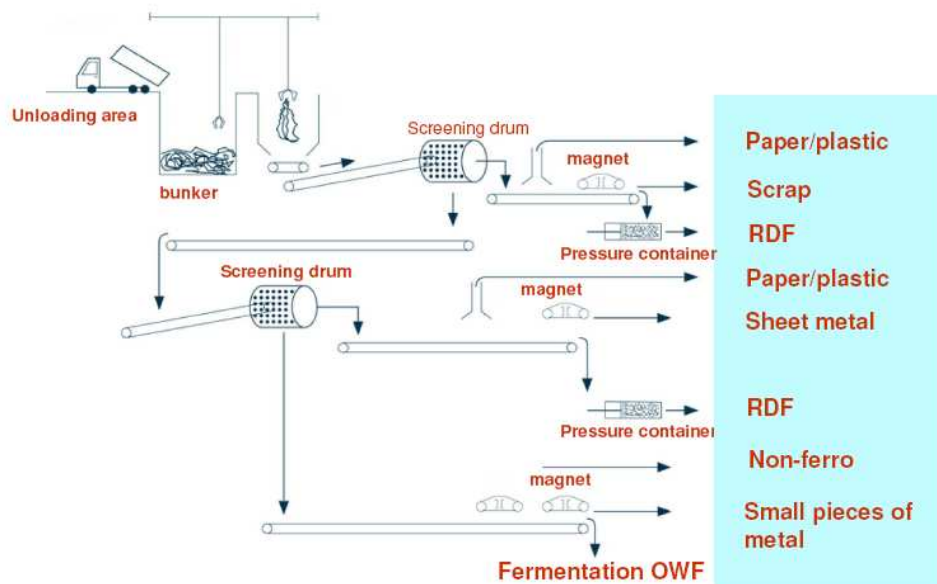 Unloading area
bunker
Screening drum
magnet
Paper/plastic
Scrap
RDF
Pressure container
Screening drum
magnet
Paper/plastic
Sheet metal
RDF
Pressure container
Non-ferro
magnet
Small pieces of
metal
Fermentation OWF